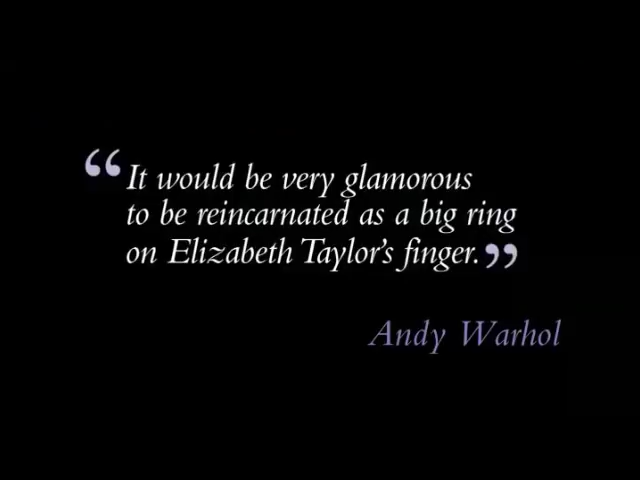 “It would be very glamorous
to be reincarnated as a big ring
on Elizabeth Taylor’s finger.”
Andy Warhol